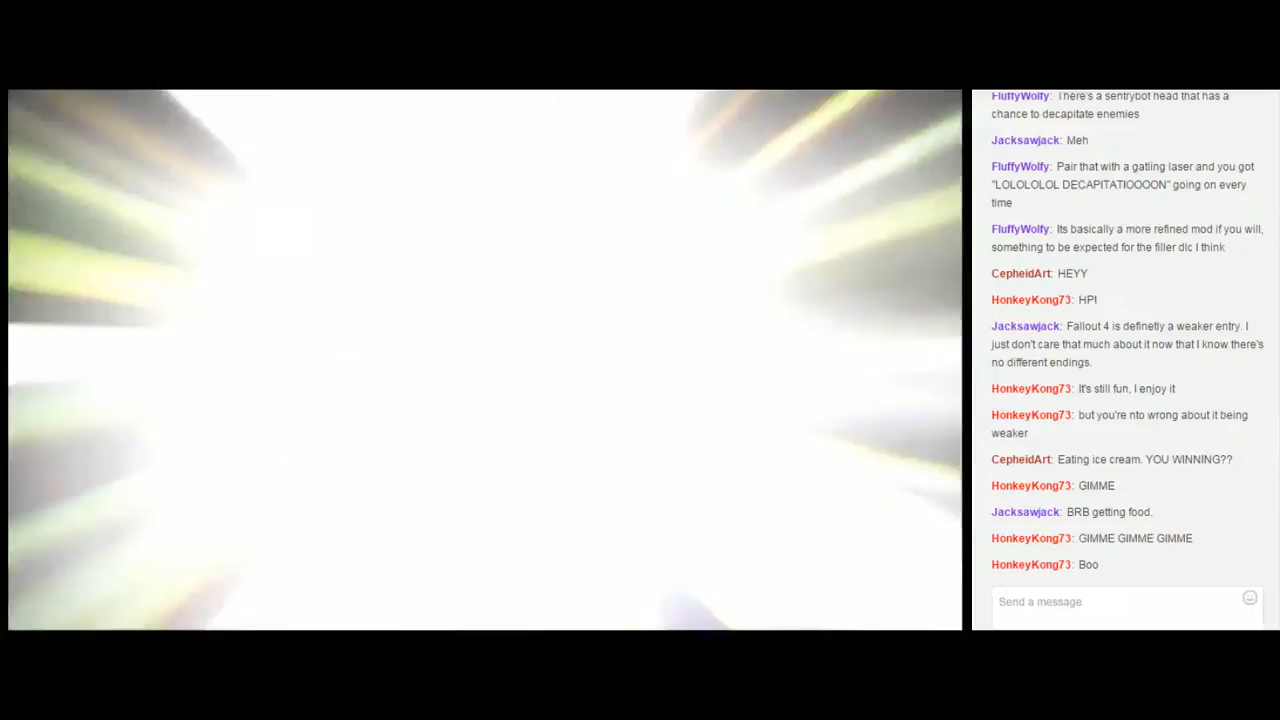 FluffyWolfy: There's a sentrybot head that has a
chance to decapitate enemies
Jacksawjack: Meh
FluffyWolfy: Pair that with a gatling laser and you got
"LOLOLOLOL DECAPITATIOOOON" going on every
time
FluffyWolfy: Its basically a more refined mod if you will,
something to be expected for the filler dlc I think
CepheidArt: HEYY
HonkeyKong73: HP!
Jacksawjack: Fallout 4 is definetly a weaker entry. I
just don't care that much about it now that I know there's
no different endings.
HonkeyKong73: It's still fun, I enjoy it
HonkeyKong73: but you're nto wrong about it being
weaker
CepheidArt: Eating ice cream. YOU WINNING??
HonkeyKong73: GIMME
Jacksawjack: BRB getting food.
HonkeyKong73: GIMME GIMME GIMME
HonkeyKong73: Boo
Send a message